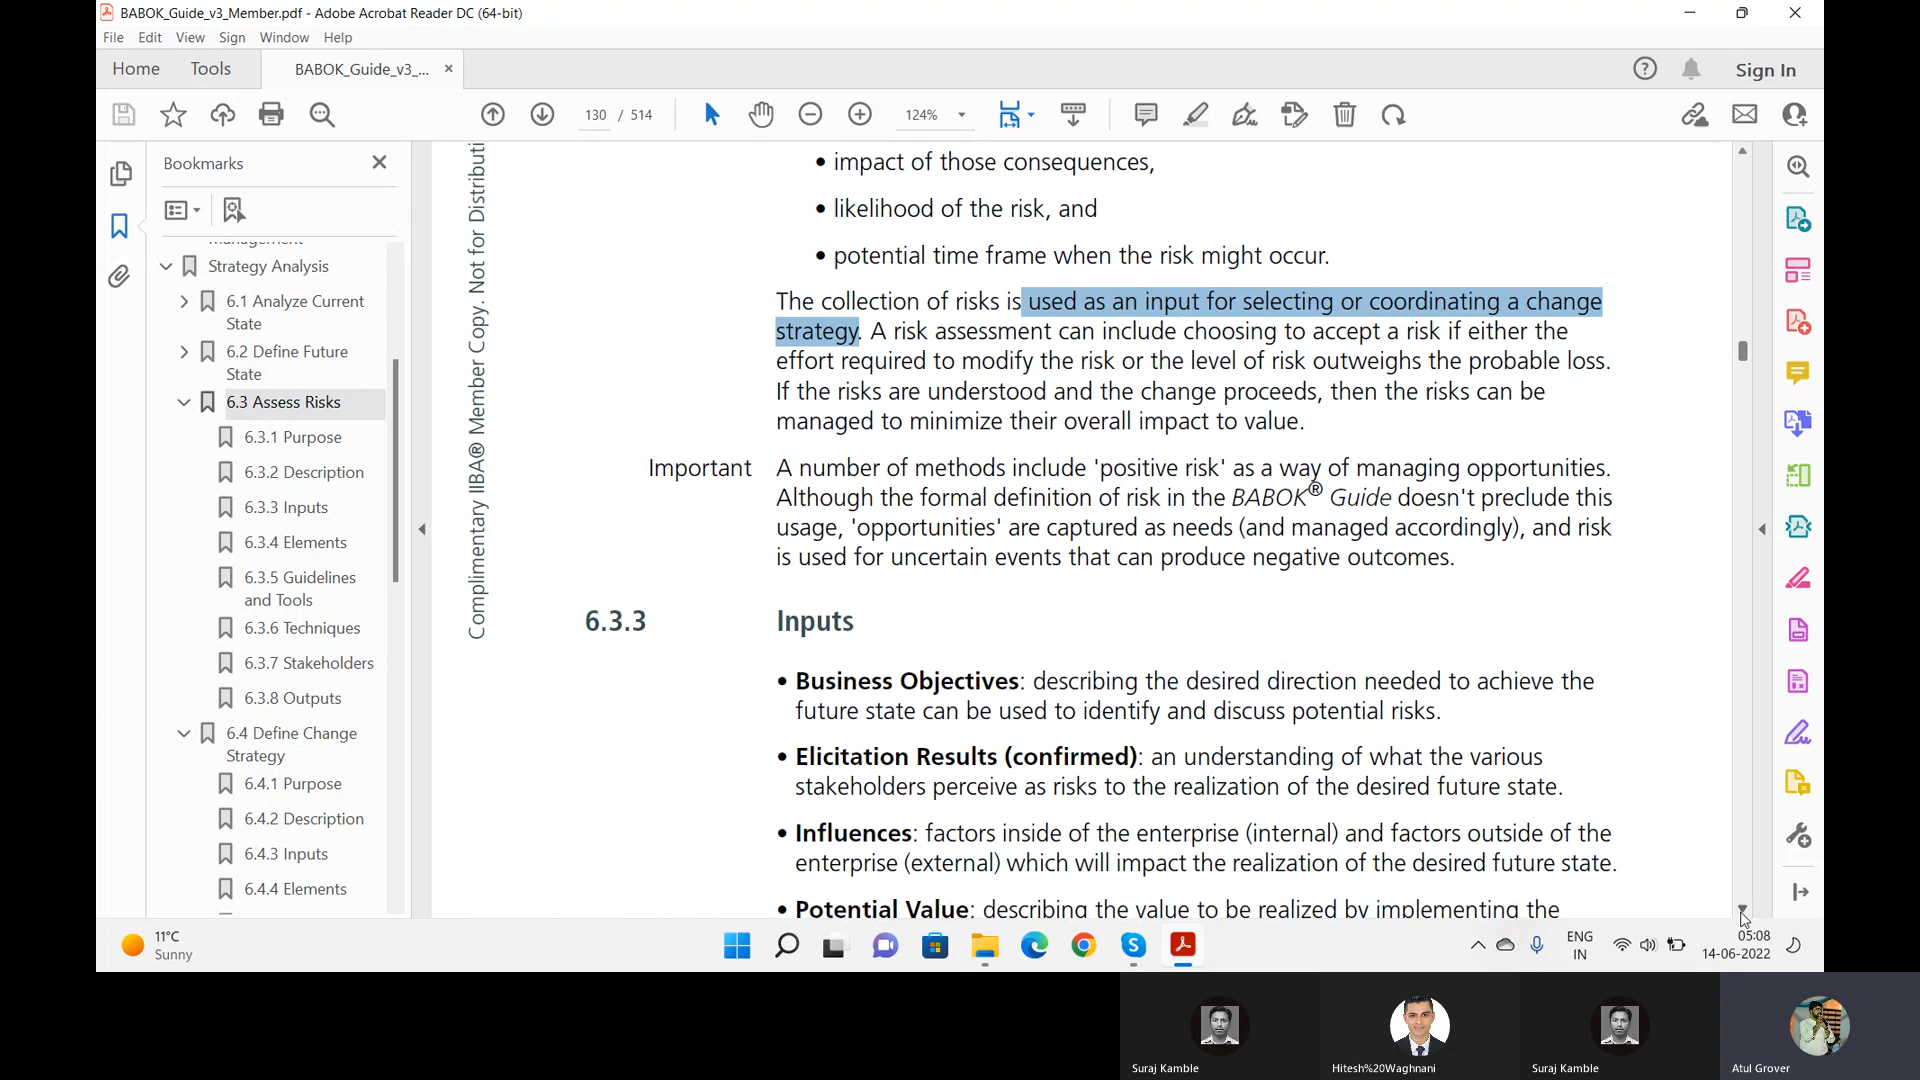 BABOK_Guide_v3_Member.pdf - Adobe Acrobat Reader DC (64-bit)
File Edit View Sign Window Help
Home Tools BABOK_Guide_v3_... × Sign In
130 / 514 124%
Bookmarks
Management
Strategy Analysis
6.1 Analyze Current
State
6.2 Define Future
State
6.3 Assess Risks
6.3.1 Purpose
6.3.2 Description
6.3.3 Inputs
6.3.4 Elements
6.3.5 Guidelines
and Tools
6.3.6 Techniques
6.3.7 Stakeholders
6.3.8 Outputs
6.4 Define Change
Strategy
6.4.1 Purpose
6.4.2 Description
6.4.3 Inputs
6.4.4 Elements
Complimentary IIBA® Member Copy. Not for Distributi
• impact of those consequences,
• likelihood of the risk, and
• potential time frame when the risk might occur.
The collection of risks is used as an input for selecting or coordinating a change
strategy. A risk assessment can include choosing to accept a risk if either the
effort required to modify the risk or the level of risk outweighs the probable loss.
If the risks are understood and the change proceeds, then the risks can be
managed to minimize their overall impact to value.
Important A number of methods include 'positive risk' as a way of managing opportunities.
Although the formal definition of risk in the BABOK® Guide doesn't preclude this
usage, 'opportunities' are captured as needs (and managed accordingly), and risk
is used for uncertain events that can produce negative outcomes.
6.3.3 Inputs
• Business Objectives: describing the desired direction needed to achieve the
future state can be used to identify and discuss potential risks.
• Elicitation Results (confirmed): an understanding of what the various
stakeholders perceive as risks to the realization of the desired future state.
• Influences: factors inside of the enterprise (internal) and factors outside of the
enterprise (external) which will impact the realization of the desired future state.
• Potential Value: describing the value to be realized by implementing the
11°C
Sunny
ENG
IN
05:08
14-06-2022
Suraj Kamble Hitesh%20Waghnani Suraj Kamble Atul Grover